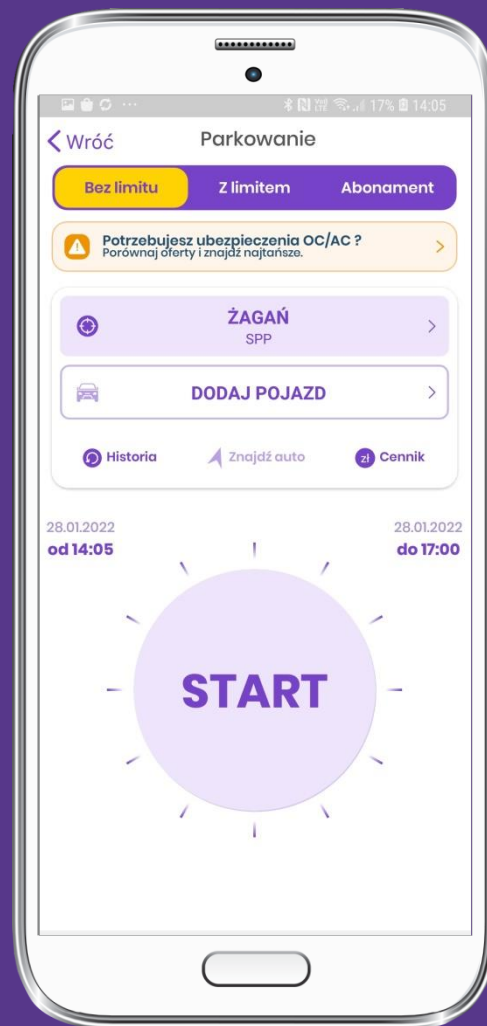 17% 14:05
Wróć
Parkowanie
Bez limitu
Z limitem
Abonament
Potrzebujesz ubezpieczenia OC/AC ?
Porównaj oferty i znajdź najtańsze.
ŻAGAŃ
SPP
DODAJ POJAZD
Historia
Znajdź auto
zł Cennik
28.01.2022
od 14:05
28.01.2022
do 17:00
START